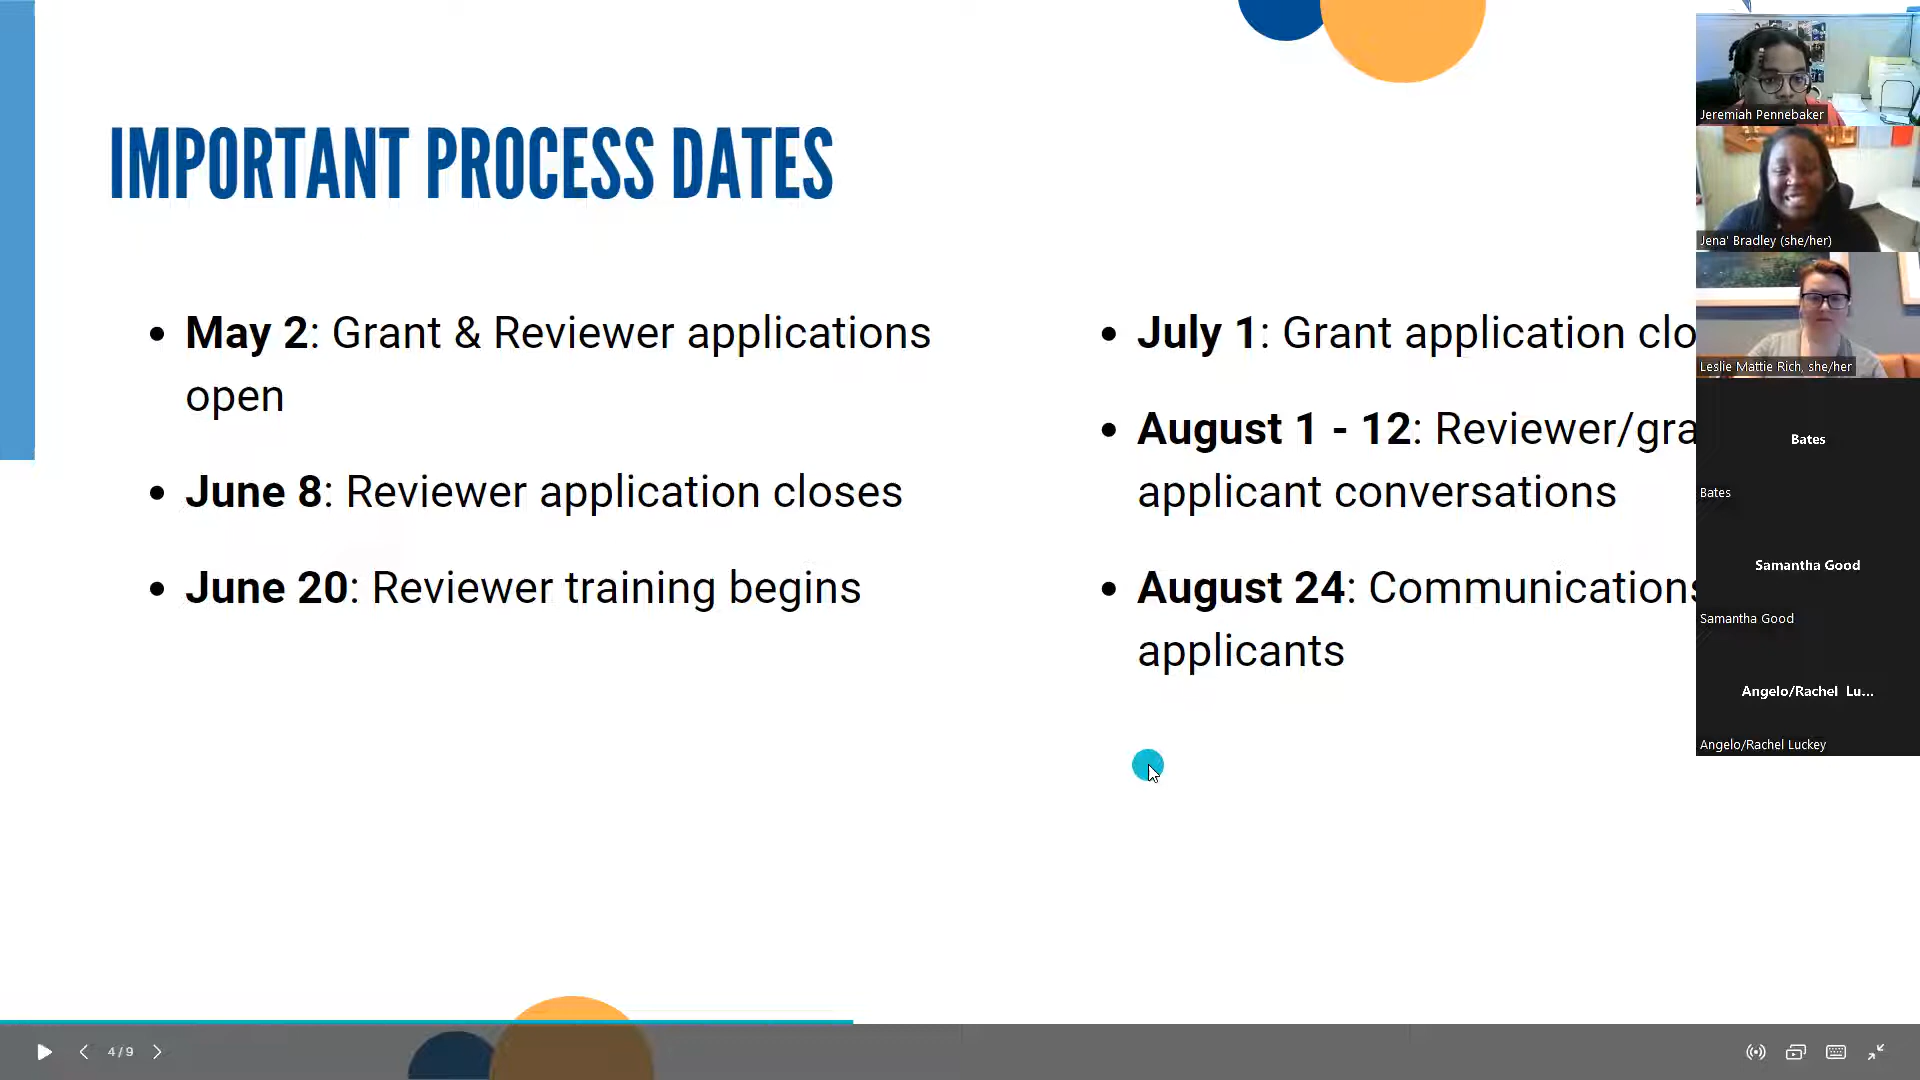 IMPORTANT PROCESS DATES
May 2: Grant & Reviewer applications
open
June 8: Reviewer application closes
June 20: Reviewer training begins
July 1: Grant application
August 1 - 12:
applicant conversations
August 24: Communications
applicants
Jeremiah Pennebaker
Jena' Bradley (she/her)
Leslie Mattie Rich, she/her
Bates
Bates
Samantha Good
Samantha Good
Angelo/Rachel Lu...
Angelo/Rachel Luckey
4/9